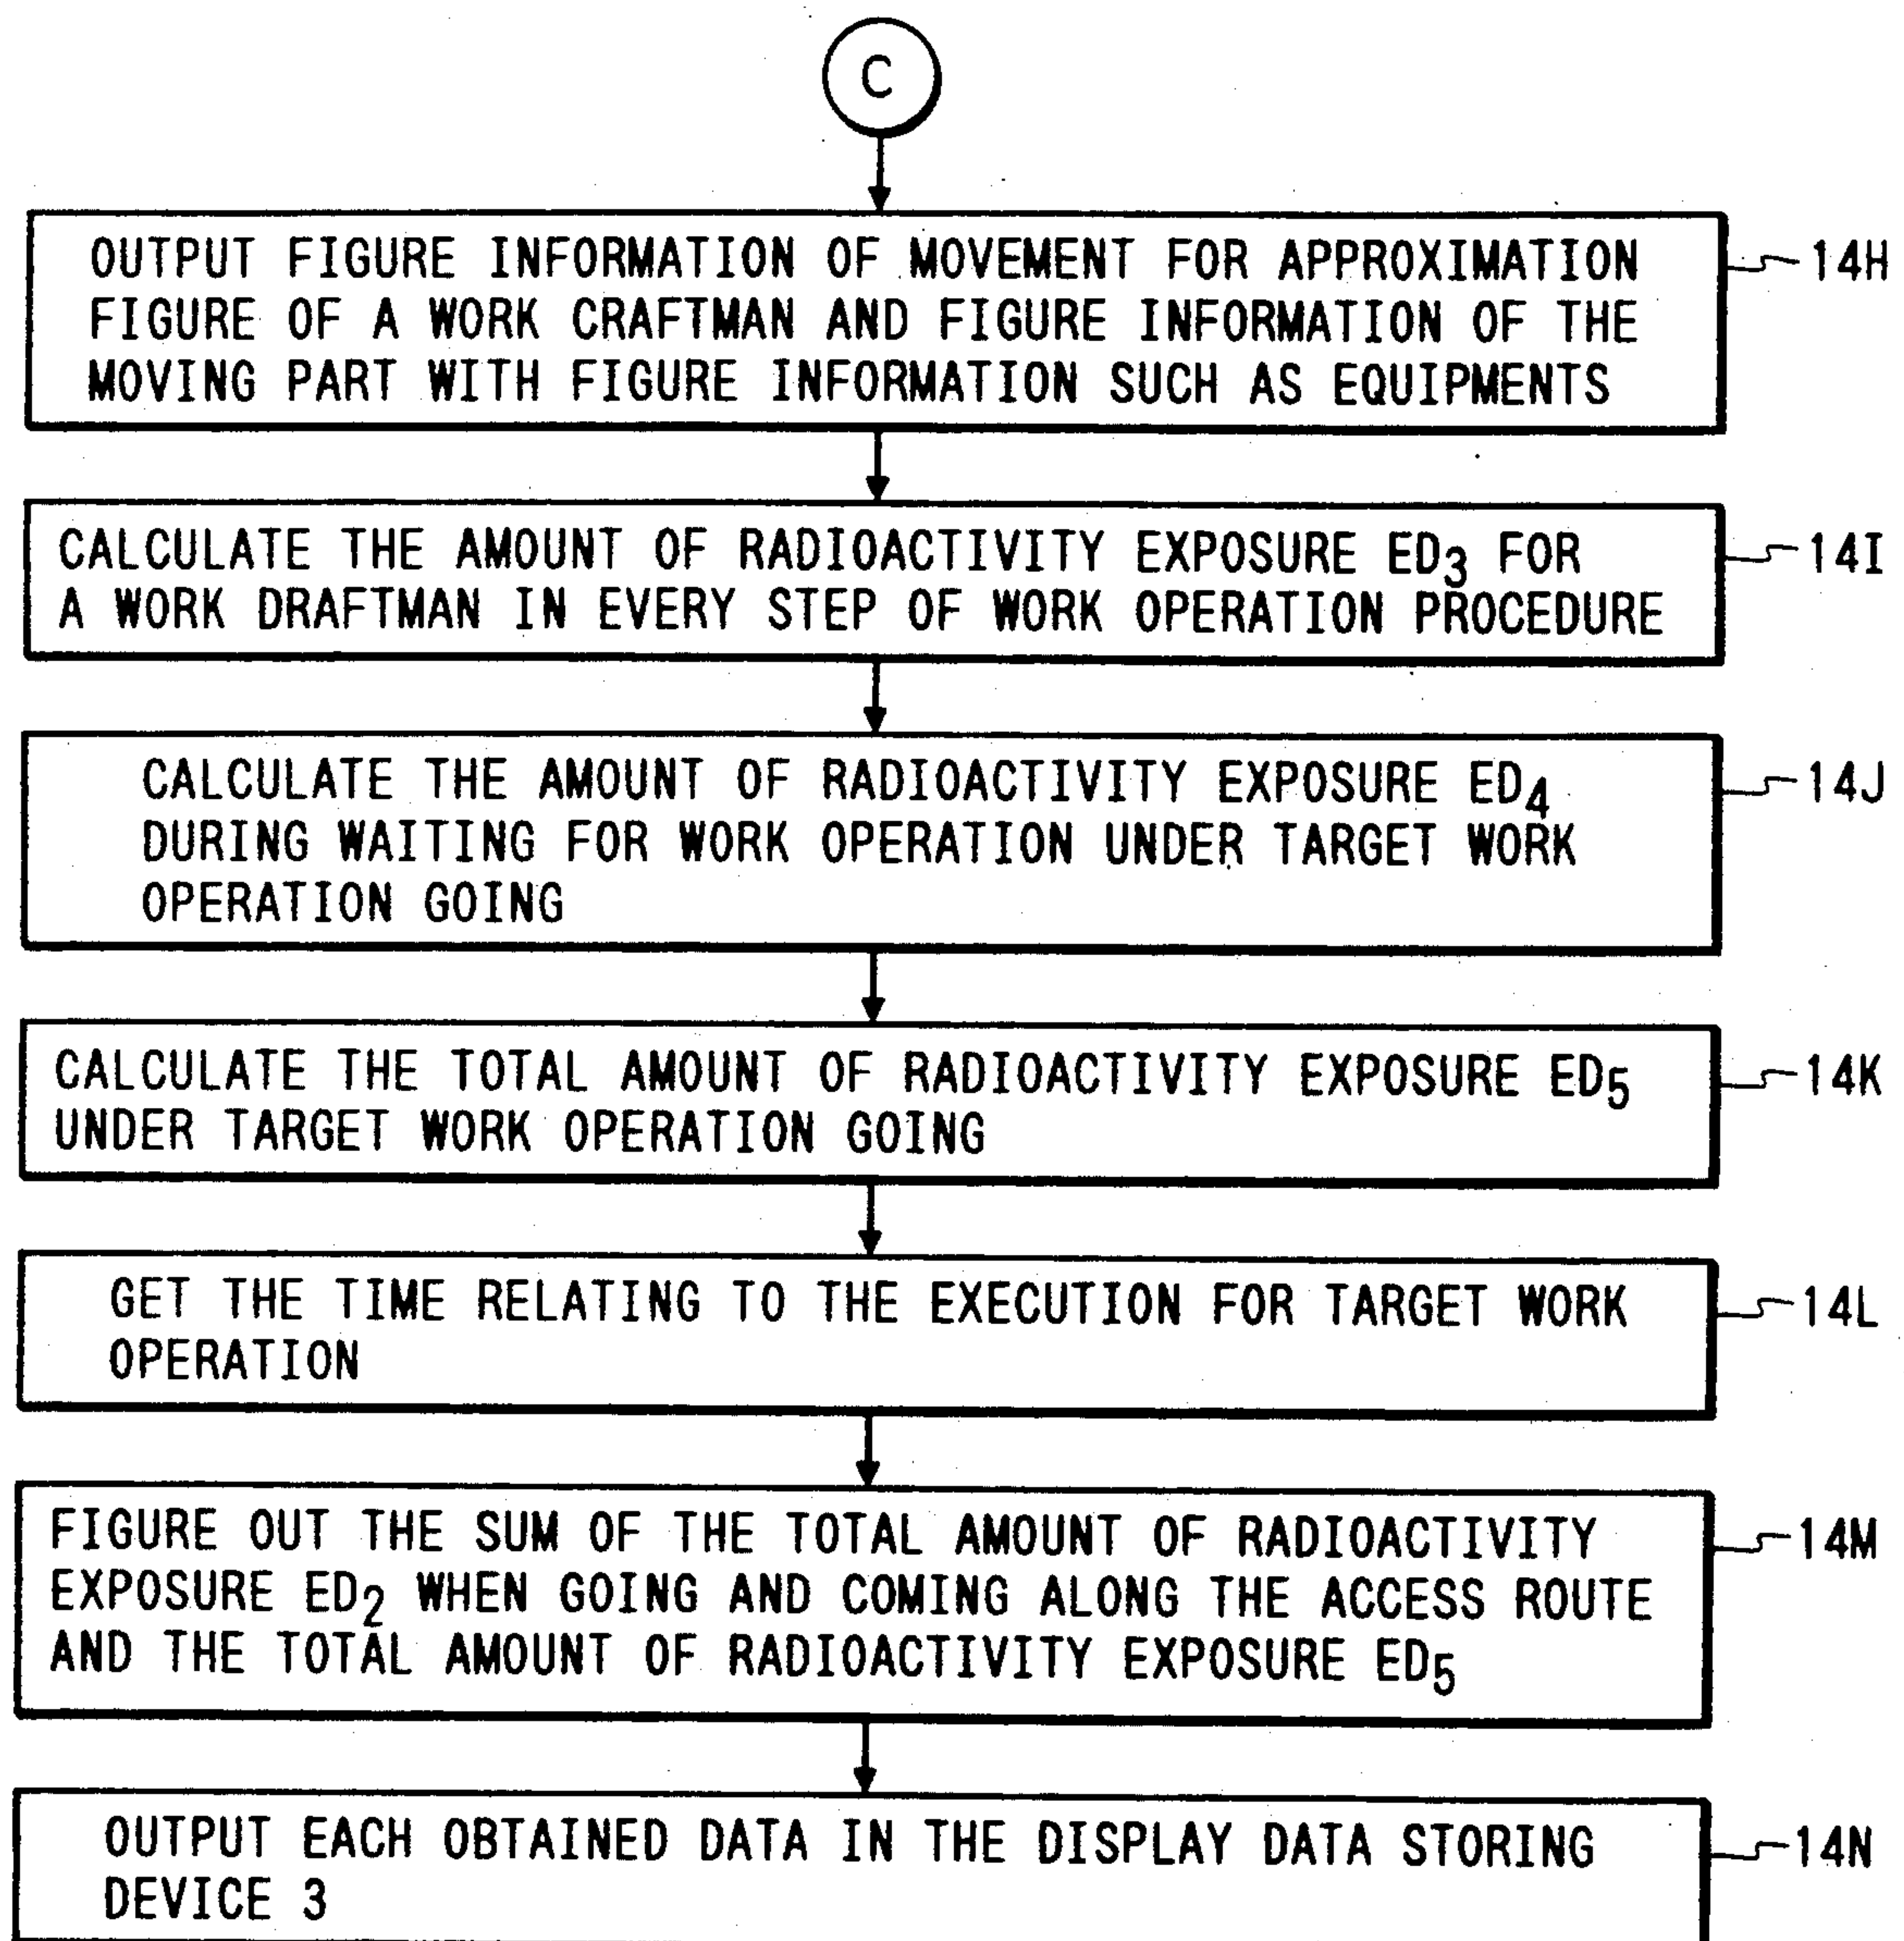 C
OUTPUT FIGURE INFORMATION OF MOVEMENT FOR APPROXIMATION
FIGURE OF A WORK CRAFTMAN AND FIGURE INFORMATION OF THE
MOVING PART WITH FIGURE INFORMATION SUCH AS EQUIPMENTS
14H
CALCULATE THE AMOUNT OF RADIOACTIVITY EXPOSURE ED3 FOR
A WORK DRAFTMAN IN EVERY STEP OF WORK OPERATION PROCEDURE
14I
CALCULATE THE AMOUNT OF RADIOACTIVITY EXPOSURE ED4
DURING WAITING FOR WORK OPERATION UNDER TARGET WORK
OPERATION GOING
14J
CALCULATE THE TOTAL AMOUNT OF RADIOACTIVITY EXPOSURE ED5
UNDER TARGET WORK OPERATION GOING
14K
GET THE TIME RELATING TO THE EXECUTION FOR TARGET WORK
OPERATION
14L
FIGURE OUT THE SUM OF THE TOTAL AMOUNT OF RADIOACTIVITY
EXPOSURE ED2 WHEN GOING AND COMING ALONG THE ACCESS ROUTE
AND THE TOTAL AMOUNT OF RADIOACTIVITY EXPOSURE ED5
14M
OUTPUT EACH OBTAINED DATA IN THE DISPLAY DATA STORING
DEVICE 3
14N